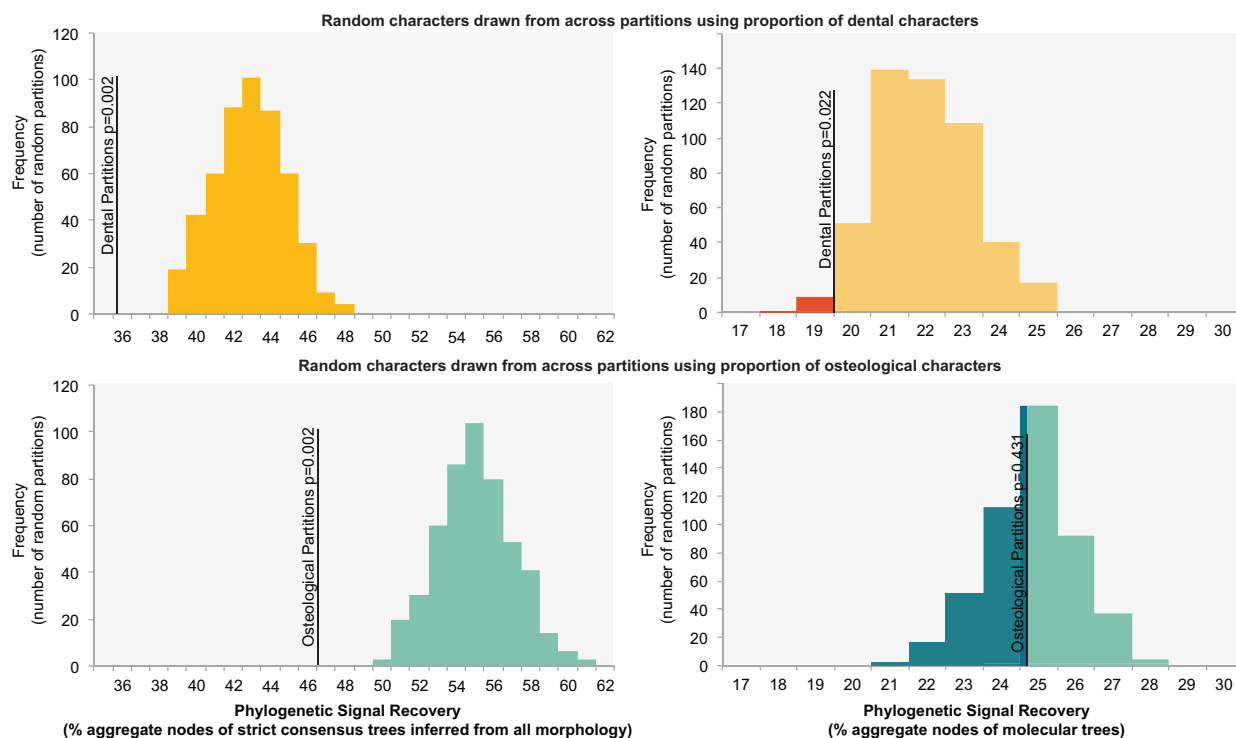 Random characters drawn from across partitions using proportion of dental characters
Frequency
(number of random partitions)
120
100
80
60
40
20
0
Dental Partitions p=0.002
36 38 40 42 44 46 48 50 52 54 56 58 60 62
Frequency
(number of random partitions)
160
140
120
100
80
60
40
20
0
Dental Partitions p=0.022
17 18 19 20 21 22 23 24 25 26 27 28 29 30
Random characters drawn from across partitions using proportion of osteological characters
Frequency
(number of random partitions)
120
100
80
60
40
20
0
Osteological Partitions p=0.002
36 38 40 42 44 46 48 50 52 54 56 58 60 62
Phylogenetic Signal Recovery
(% aggregate nodes of strict consensus trees inferred from all morphology)
Frequency
(number of random partitions)
180
160
140
120
100
80
60
40
20
0
Osteological Partitions p=0.431
17 18 19 20 21 22 23 24 25 26 27 28 29 30
Phylogenetic Signal Recovery
(% aggregate nodes of molecular trees)